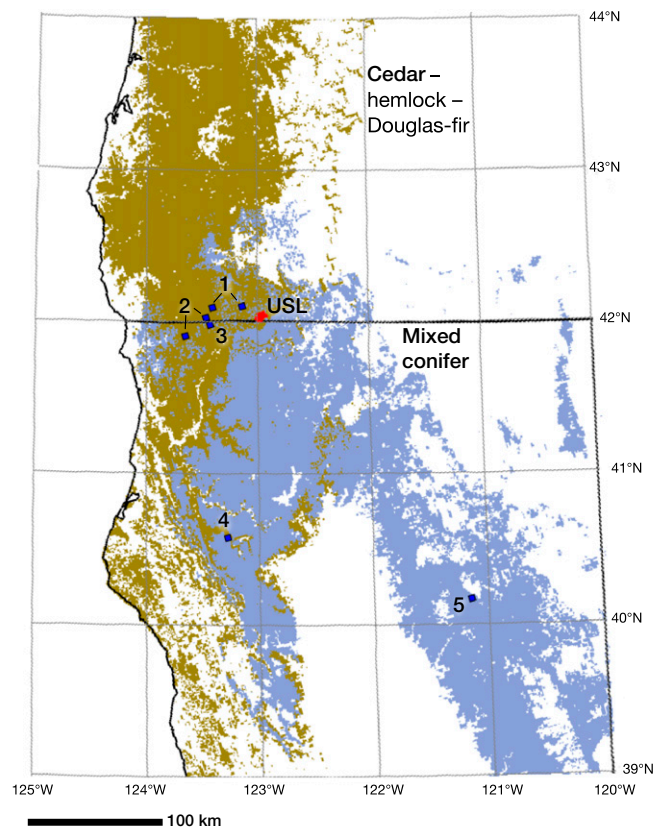 44°N
Cedar –
hemlock –
Douglas-fir
43°N
1
2
USL
3
42°N
Mixed
conifer
41°N
4
5
40°N
39°N
125°W
124°W
123°W
122°W
121°W
120°W
100 km